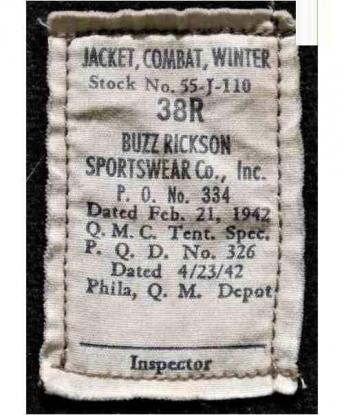 JACKET, COMBAT, WINTER
Stock No. 55-J-110
38R
BUZZ RICKSON
SPORTSWEAR Co., Inc.
P. O. No. 334
Dated Feb. 21, 1942
Q. M. C. Tent. Spec.
P. Q. D. No. 326
Dated 4/23/42
Phila, Q. M. Depot
Inspector